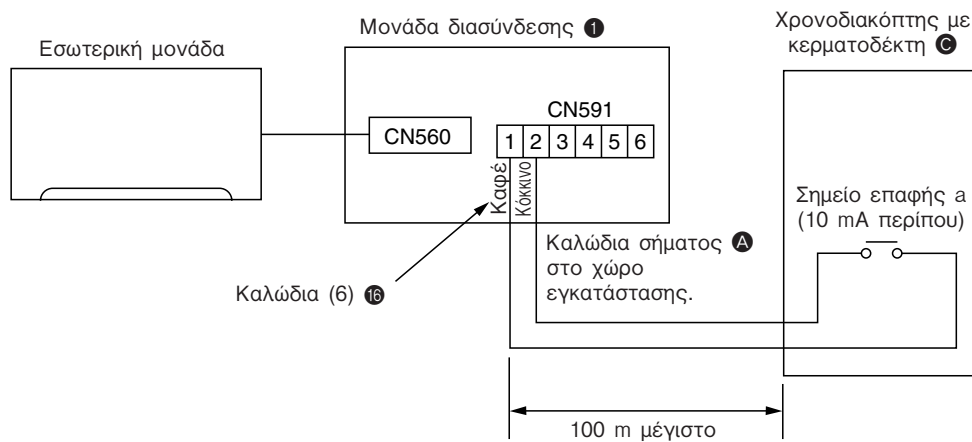 Εσωτερική μονάδα
Μονάδα διασύνδεσης ❶
Χρονοδιακόπτης με
κερματοδέκτη Ⓒ
CN560
CN591
1 2 3 4 5 6
Καφέ
Κόκκινο
Καλώδια (6) ⓰
Καλώδια σήματος Ⓐ
στο χώρο
εγκατάστασης.
Σημείο επαφής a
(10 mA περίπου)
100 m μέγιστο